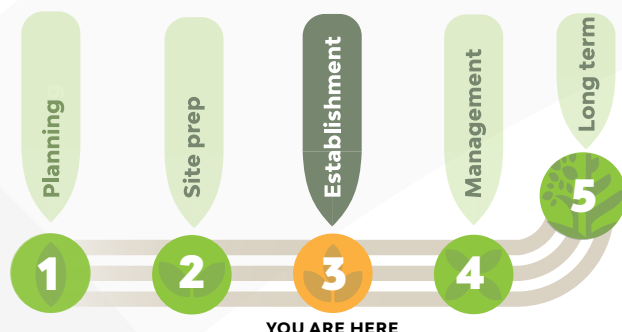 Planning
Site prep
Establishment
Management
Long term
1
2
3
4
5
YOU ARE HERE